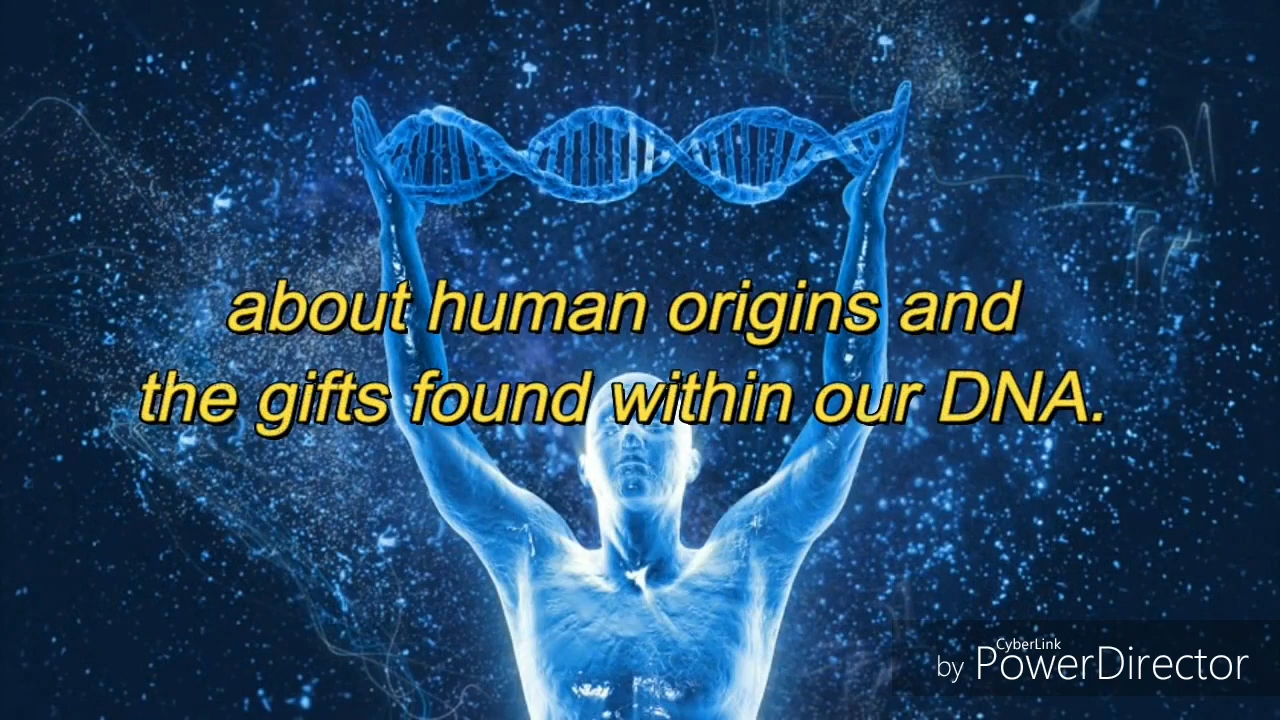 about human origins and
the gifts found within our DNA.
CyberLink
by PowerDirector